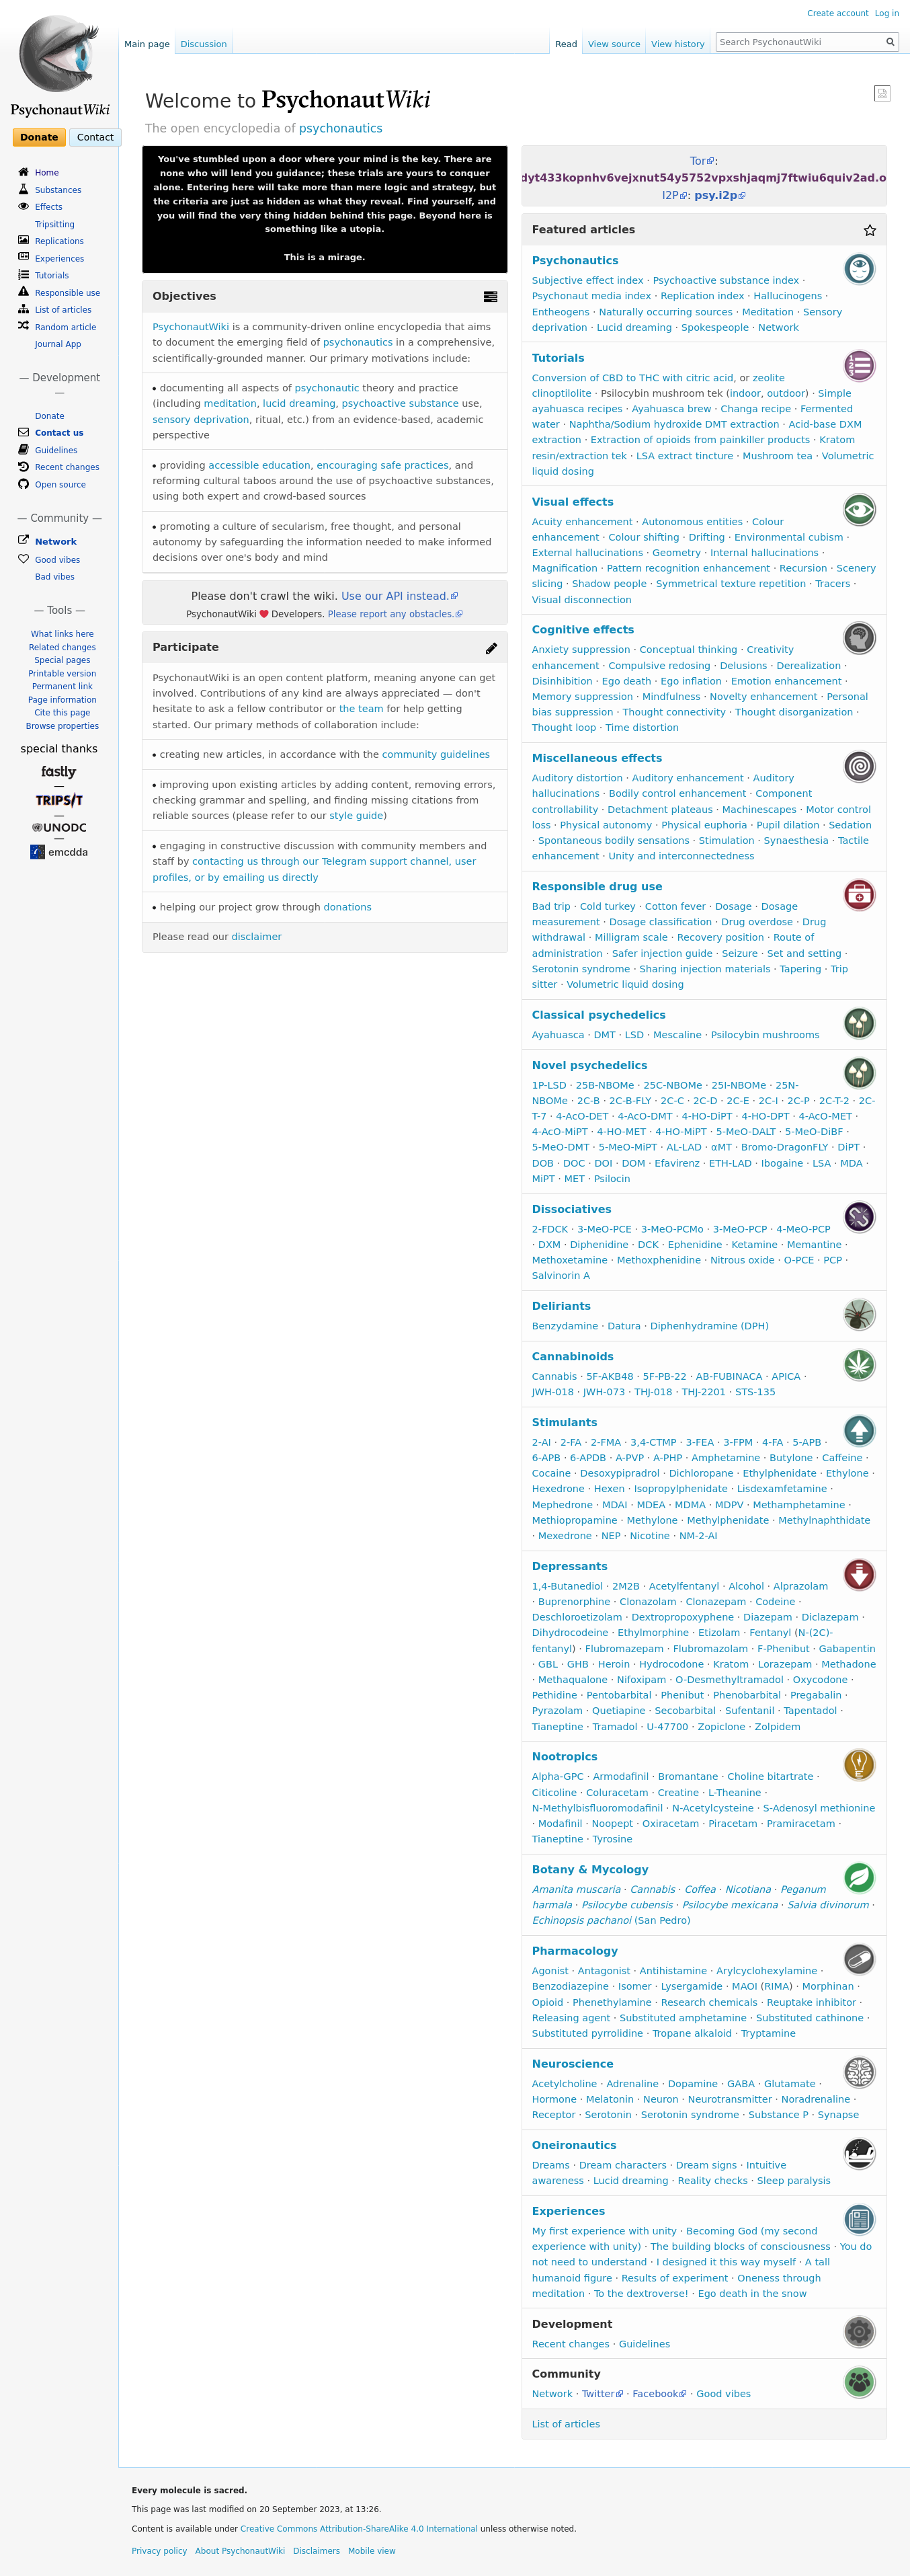 Create account Log in
Main page Discussion Read View source View history Search PsychonautWiki
PsychonautWiki
Donate Contact
Home
Substances
Effects
Tripsitting
Replications
Experiences
Tutorials
Responsible use
List of articles
Random article
Journal App
— Development
—
Donate
Contact us
Guidelines
Recent changes
Open source
— Community —
Network
Good vibes
Bad vibes
— Tools —
What links here
Related changes
Special pages
Printable version
Permanent link
Page information
Cite this page
Browse properties
special thanks
fastly
—
TRIPSIT
—
UNODC
—
emcdda
Welcome to PsychonautWiki
The open encyclopedia of psychonautics
You've stumbled upon a door where your mind is the key. There are
none who will lend you guidance; these trials are yours to conquer
alone. Entering here will take more than mere logic and strategy, but
the criteria are just as hidden as what they reveal. Find yourself, and
you will find the very thing hidden behind this page. Beyond here is
something like a utopia.
This is a mirage.
Objectives
PsychonautWiki is a community-driven online encyclopedia that aims
to document the emerging field of psychonautics in a comprehensive,
scientifically-grounded manner. Our primary motivations include:
• documenting all aspects of psychonautic theory and practice
(including meditation, lucid dreaming, psychoactive substance use,
sensory deprivation, ritual, etc.) from an evidence-based, academic
perspective
• providing accessible education, encouraging safe practices, and
reforming cultural taboos around the use of psychoactive substances,
using both expert and crowd-based sources
• promoting a culture of secularism, free thought, and personal
autonomy by safeguarding the information needed to make informed
decisions over one's body and mind
Please don't crawl the wiki. Use our API instead.
PsychonautWiki Developers. Please report any obstacles.
Participate
PsychonautWiki is an open content platform, meaning anyone can get
involved. Contributions of any kind are always appreciated — don't
hesitate to ask a fellow contributor or the team for help getting
started. Our primary methods of collaboration include:
• creating new articles, in accordance with the community guidelines
• improving upon existing articles by adding content, removing errors,
checking grammar and spelling, and finding missing citations from
reliable sources (please refer to our style guide)
• engaging in constructive discussion with community members and
staff by contacting us through our Telegram support channel, user
profiles, or by emailing us directly
• helping our project grow through donations
Please read our disclaimer
Tor:
dyt433kopnhv6vejxnut54y5752vpxshjaqmj7ftwiu6quiv2ad.o
I2P: psy.i2p
Featured articles
Psychonautics
Subjective effect index · Psychoactive substance index ·
Psychonaut media index · Replication index · Hallucinogens ·
Entheogens · Naturally occurring sources · Meditation · Sensory
deprivation · Lucid dreaming · Spokespeople · Network
Tutorials
Conversion of CBD to THC with citric acid, or zeolite
clinoptilolite · Psilocybin mushroom tek (indoor, outdoor) · Simple
ayahuasca recipes · Ayahuasca brew · Changa recipe · Fermented
water · Naphtha/Sodium hydroxide DMT extraction · Acid-base DXM
extraction · Extraction of opioids from painkiller products · Kratom
resin/extraction tek · LSA extract tincture · Mushroom tea · Volumetric
liquid dosing
Visual effects
Acuity enhancement · Autonomous entities · Colour
enhancement · Colour shifting · Drifting · Environmental cubism ·
External hallucinations · Geometry · Internal hallucinations ·
Magnification · Pattern recognition enhancement · Recursion · Scenery
slicing · Shadow people · Symmetrical texture repetition · Tracers ·
Visual disconnection
Cognitive effects
Anxiety suppression · Conceptual thinking · Creativity
enhancement · Compulsive redosing · Delusions · Derealization ·
Disinhibition · Ego death · Ego inflation · Emotion enhancement ·
Memory suppression · Mindfulness · Novelty enhancement · Personal
bias suppression · Thought connectivity · Thought disorganization ·
Thought loop · Time distortion
Miscellaneous effects
Auditory distortion · Auditory enhancement · Auditory
hallucinations · Bodily control enhancement · Component
controllability · Detachment plateaus · Machinescapes · Motor control
loss · Physical autonomy · Physical euphoria · Pupil dilation · Sedation
· Spontaneous bodily sensations · Stimulation · Synaesthesia · Tactile
enhancement · Unity and interconnectedness
Responsible drug use
Bad trip · Cold turkey · Cotton fever · Dosage · Dosage
measurement · Dosage classification · Drug overdose · Drug
withdrawal · Milligram scale · Recovery position · Route of
administration · Safer injection guide · Seizure · Set and setting ·
Serotonin syndrome · Sharing injection materials · Tapering · Trip
sitter · Volumetric liquid dosing
Classical psychedelics
Ayahuasca · DMT · LSD · Mescaline · Psilocybin mushrooms
Novel psychedelics
1P-LSD · 25B-NBOMe · 25C-NBOMe · 25I-NBOMe · 25N-
NBOMe · 2C-B · 2C-B-FLY · 2C-C · 2C-D · 2C-E · 2C-I · 2C-P · 2C-T-2 · 2C-
T-7 · 4-AcO-DET · 4-AcO-DMT · 4-HO-DiPT · 4-HO-DPT · 4-AcO-MET ·
4-AcO-MiPT · 4-HO-MET · 4-HO-MiPT · 5-MeO-DALT · 5-MeO-DiBF ·
5-MeO-DMT · 5-MeO-MiPT · AL-LAD · αMT · Bromo-DragonFLY · DiPT ·
DOB · DOC · DOI · DOM · Efavirenz · ETH-LAD · Ibogaine · LSA · MDA ·
MiPT · MET · Psilocin
Dissociatives
2-FDCK · 3-MeO-PCE · 3-MeO-PCMo · 3-MeO-PCP · 4-MeO-PCP
· DXM · Diphenidine · DCK · Ephenidine · Ketamine · Memantine ·
Methoxetamine · Methoxphenidine · Nitrous oxide · O-PCE · PCP ·
Salvinorin A
Deliriants
Benzydamine · Datura · Diphenhydramine (DPH)
Cannabinoids
Cannabis · 5F-AKB48 · 5F-PB-22 · AB-FUBINACA · APICA ·
JWH-018 · JWH-073 · THJ-018 · THJ-2201 · STS-135
Stimulants
2-AI · 2-FA · 2-FMA · 3,4-CTMP · 3-FEA · 3-FPM · 4-FA · 5-APB ·
6-APB · 6-APDB · A-PVP · A-PHP · Amphetamine · Butylone · Caffeine ·
Cocaine · Desoxypipradrol · Dichloropane · Ethylphenidate · Ethylone ·
Hexedrone · Hexen · Isopropylphenidate · Lisdexamfetamine ·
Mephedrone · MDAI · MDEA · MDMA · MDPV · Methamphetamine ·
Methiopropamine · Methylone · Methylphenidate · Methylnaphthidate
· Mexedrone · NEP · Nicotine · NM-2-AI
Depressants
1,4-Butanediol · 2M2B · Acetylfentanyl · Alcohol · Alprazolam
· Buprenorphine · Clonazolam · Clonazepam · Codeine ·
Deschloroetizolam · Dextropropoxyphene · Diazepam · Diclazepam ·
Dihydrocodeine · Ethylmorphine · Etizolam · Fentanyl (N-(2C)-
fentanyl) · Flubromazepam · Flubromazolam · F-Phenibut · Gabapentin
· GBL · GHB · Heroin · Hydrocodone · Kratom · Lorazepam · Methadone
· Methaqualone · Nifoxipam · O-Desmethyltramadol · Oxycodone ·
Pethidine · Pentobarbital · Phenibut · Phenobarbital · Pregabalin ·
Pyrazolam · Quetiapine · Secobarbital · Sufentanil · Tapentadol ·
Tianeptine · Tramadol · U-47700 · Zopiclone · Zolpidem
Nootropics
Alpha-GPC · Armodafinil · Bromantane · Choline bitartrate ·
Citicoline · Coluracetam · Creatine · L-Theanine ·
N-Methylbisfluoromodafinil · N-Acetylcysteine · S-Adenosyl methionine
· Modafinil · Noopept · Oxiracetam · Piracetam · Pramiracetam ·
Tianeptine · Tyrosine
Botany & Mycology
Amanita muscaria · Cannabis · Coffea · Nicotiana · Peganum
harmala · Psilocybe cubensis · Psilocybe mexicana · Salvia divinorum ·
Echinopsis pachanoi (San Pedro)
Pharmacology
Agonist · Antagonist · Antihistamine · Arylcyclohexylamine ·
Benzodiazepine · Isomer · Lysergamide · MAOI (RIMA) · Morphinan ·
Opioid · Phenethylamine · Research chemicals · Reuptake inhibitor ·
Releasing agent · Substituted amphetamine · Substituted cathinone ·
Substituted pyrrolidine · Tropane alkaloid · Tryptamine
Neuroscience
Acetylcholine · Adrenaline · Dopamine · GABA · Glutamate ·
Hormone · Melatonin · Neuron · Neurotransmitter · Noradrenaline ·
Receptor · Serotonin · Serotonin syndrome · Substance P · Synapse
Oneironautics
Dreams · Dream characters · Dream signs · Intuitive
awareness · Lucid dreaming · Reality checks · Sleep paralysis
Experiences
My first experience with unity · Becoming God (my second
experience with unity) · The building blocks of consciousness · You do
not need to understand · I designed it this way myself · A tall
humanoid figure · Results of experiment · Oneness through
meditation · To the dextroverse! · Ego death in the snow
Development
Recent changes · Guidelines
Community
Network · Twitter · Facebook · Good vibes
List of articles
Every molecule is sacred.
This page was last modified on 20 September 2023, at 13:26.
Content is available under Creative Commons Attribution-ShareAlike 4.0 International unless otherwise noted.
Privacy policy About PsychonautWiki Disclaimers Mobile view